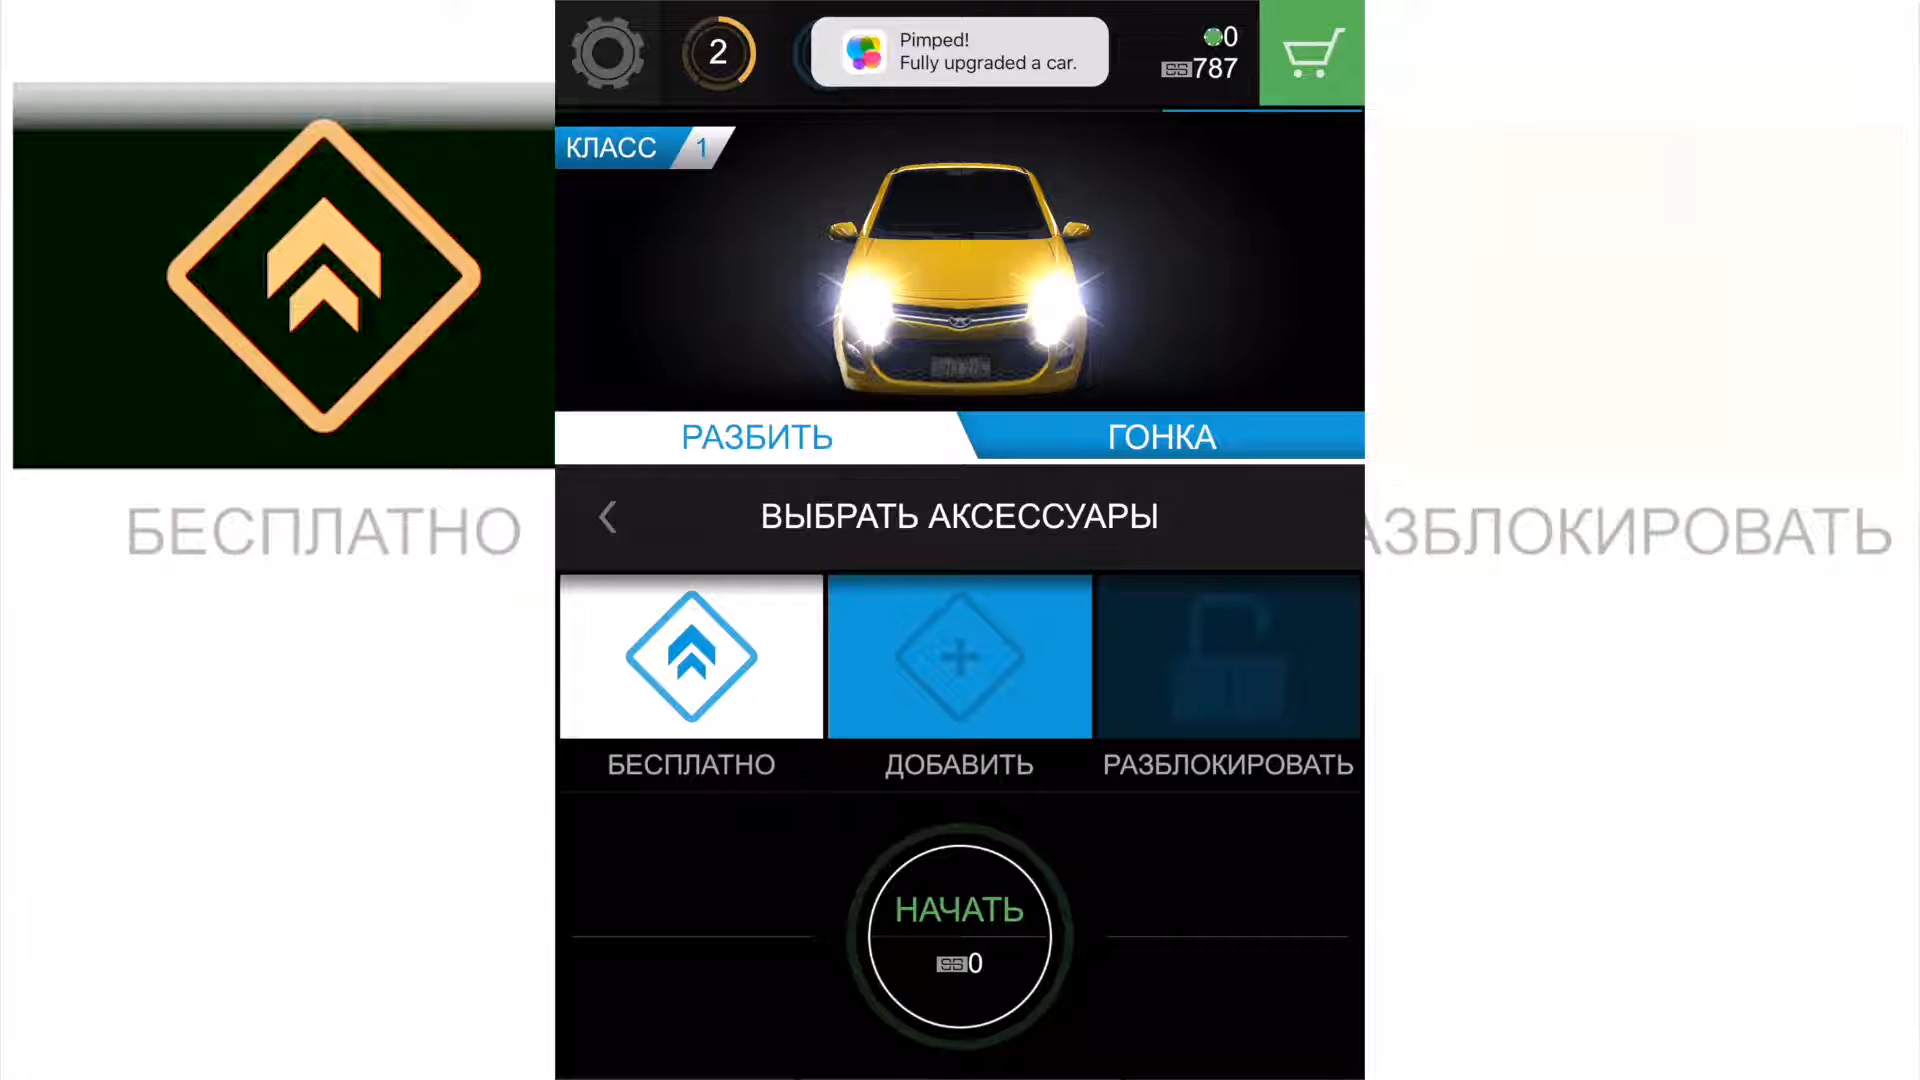 2
Pimped!
Fully upgraded a car.
0
787
КЛАСС 1
РАЗБИТЬ
ГОНКА
ВЫБРАТЬ АКСЕССУАРЫ
БЕСПЛАТНО
АЗБЛОКИРОВАТЬ
БЕСПЛАТНО
ДОБАВИТЬ
РАЗБЛОКИРОВАТЬ
НАЧАТЬ
0